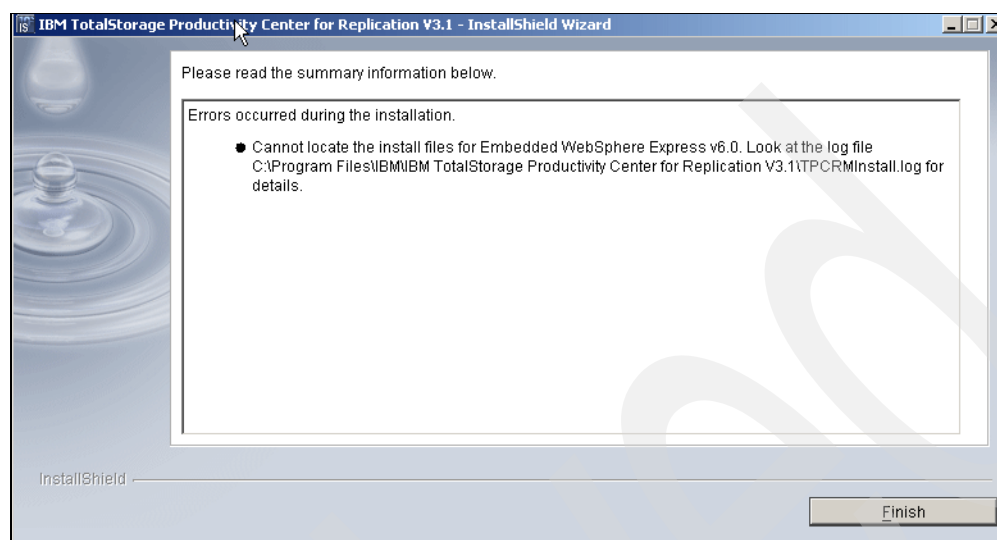 IBM TotalStorage Productivity Center for Replication V3.1 - InstallShield Wizard
Please read the summary information below.
Errors occurred during the installation.
Cannot locate the install files for Embedded WebSphere Express v6.0. Look at the log file
C:\Program Files\IBM\IBM TotalStorage Productivity Center for Replication V3.1\TPCRMInstall.log for
details.
InstallShield
Finish